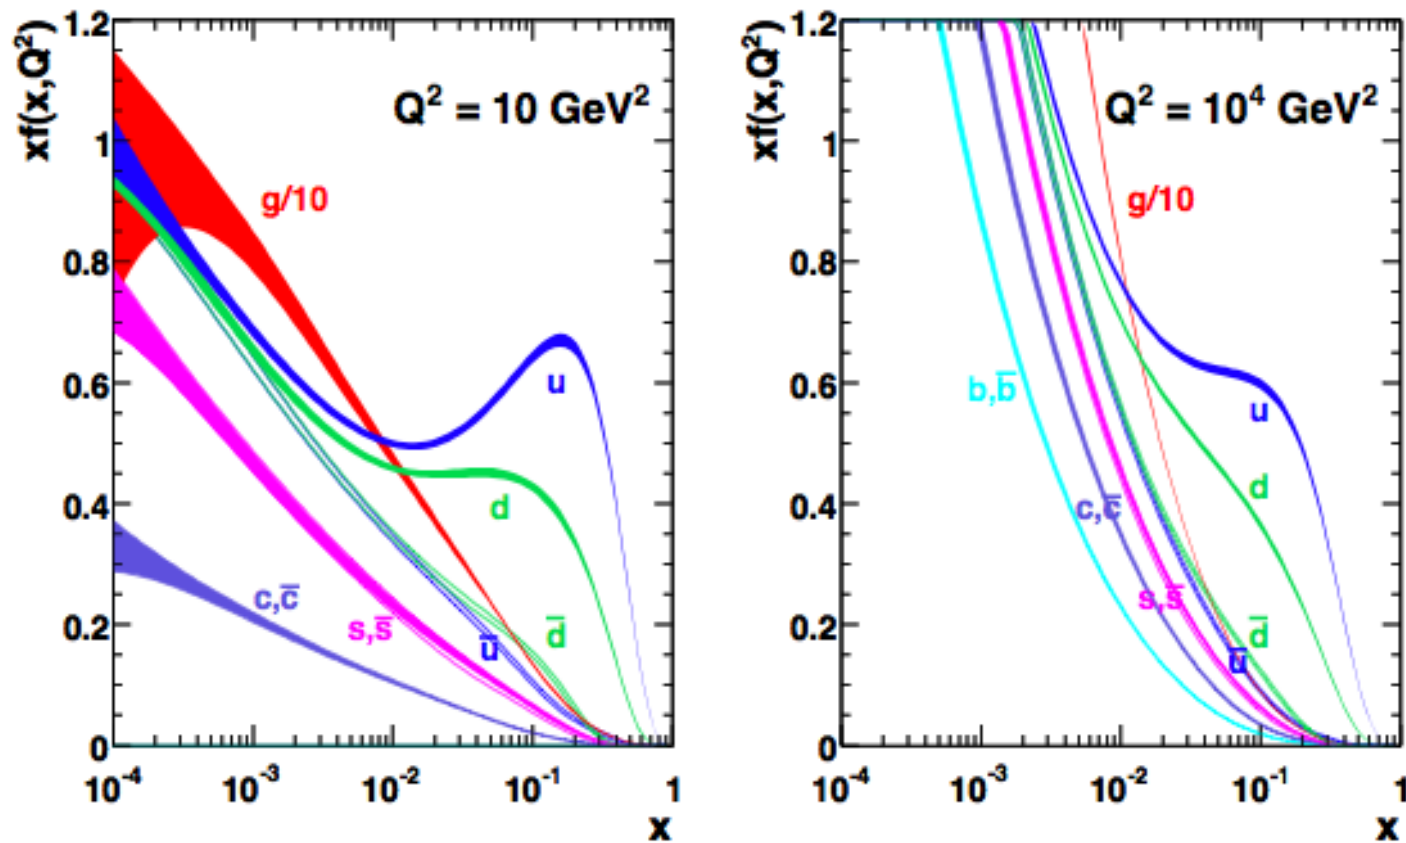 xf(x,Q²)
1.2
1
0.8
0.6
0.4
0.2
0
Q² = 10 GeV²
g/10
u
d
c,c̅
s,s̅
u̅
d̅
10⁻⁴
10⁻³
10⁻²
10⁻¹
1
x
xf(x,Q²)
1.2
1
0.8
0.6
0.4
0.2
0
Q² = 10⁴ GeV²
g/10
b,b̅
u
d
c,c̅
s,s̅
d̅
u̅
10⁻⁴
10⁻³
10⁻²
10⁻¹
1
x